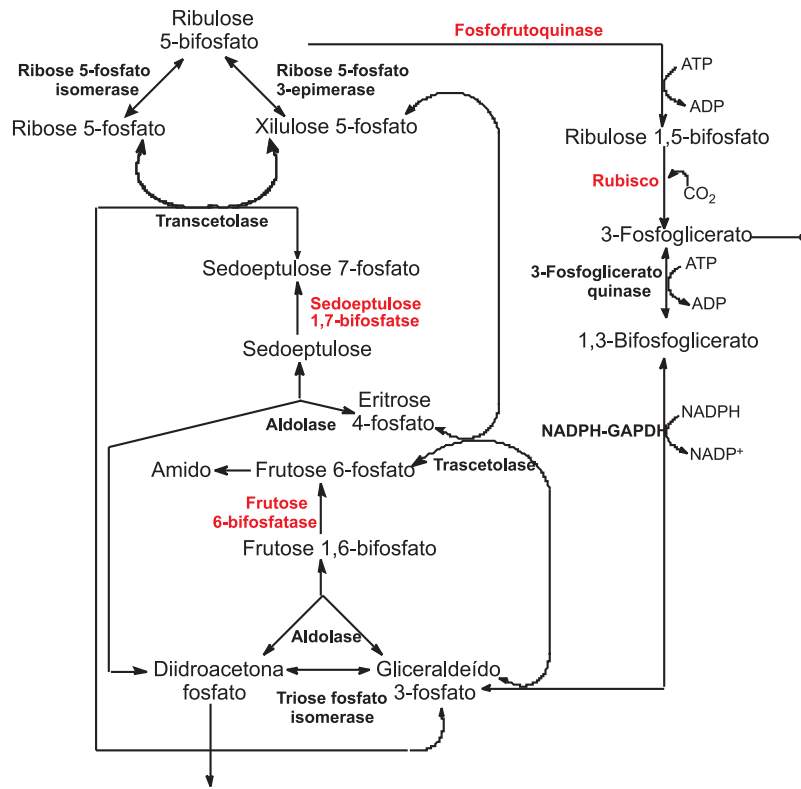 Ribulose
5-bifosfato
Fosfofrutoquinase
Ribose 5-fosfato
isomerase
Ribose 5-fosfato
3-epimerase
ATP
ADP
Ribose 5-fosfato
Xilulose 5-fosfato
Ribulose 1,5-bifosfato
Rubisco
CO₂
Transcetolase
3-Fosfoglicerato
Sedoeptulose 7-fosfato
3-Fosfoglicerato
quinase
ATP
ADP
Sedoeptulose
1,7-bifosfatse
Sedoeptulose
1,3-Bifosfoglicerato
Eritrose
4-fosfato
Aldolase
NADPH-GAPDH
NADPH
NADP⁺
Amido
Frutose 6-fosfato
Trascetolase
Frutose
6-bifosfatase
Frutose 1,6-bifosfato
Aldolase
Diidroacetona
fosfato
Gliceraldeído
3-fosfato
Triose fosfato
isomerase